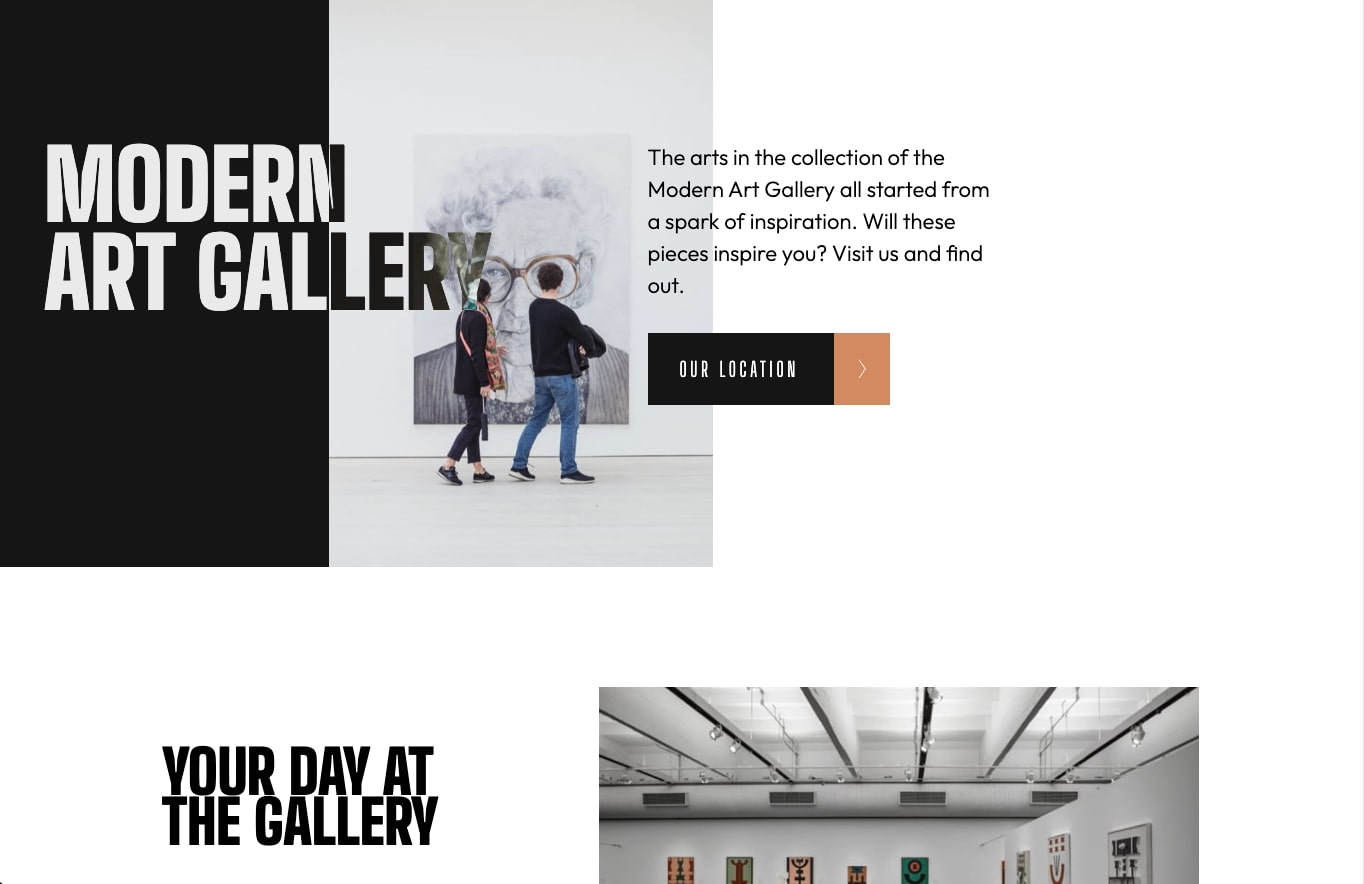 MODERN
ART GALLERY
The arts in the collection of the
Modern Art Gallery all started from
a spark of inspiration. Will these
pieces inspire you? Visit us and find
out.
OUR LOCATION
YOUR DAY AT
THE GALLERY